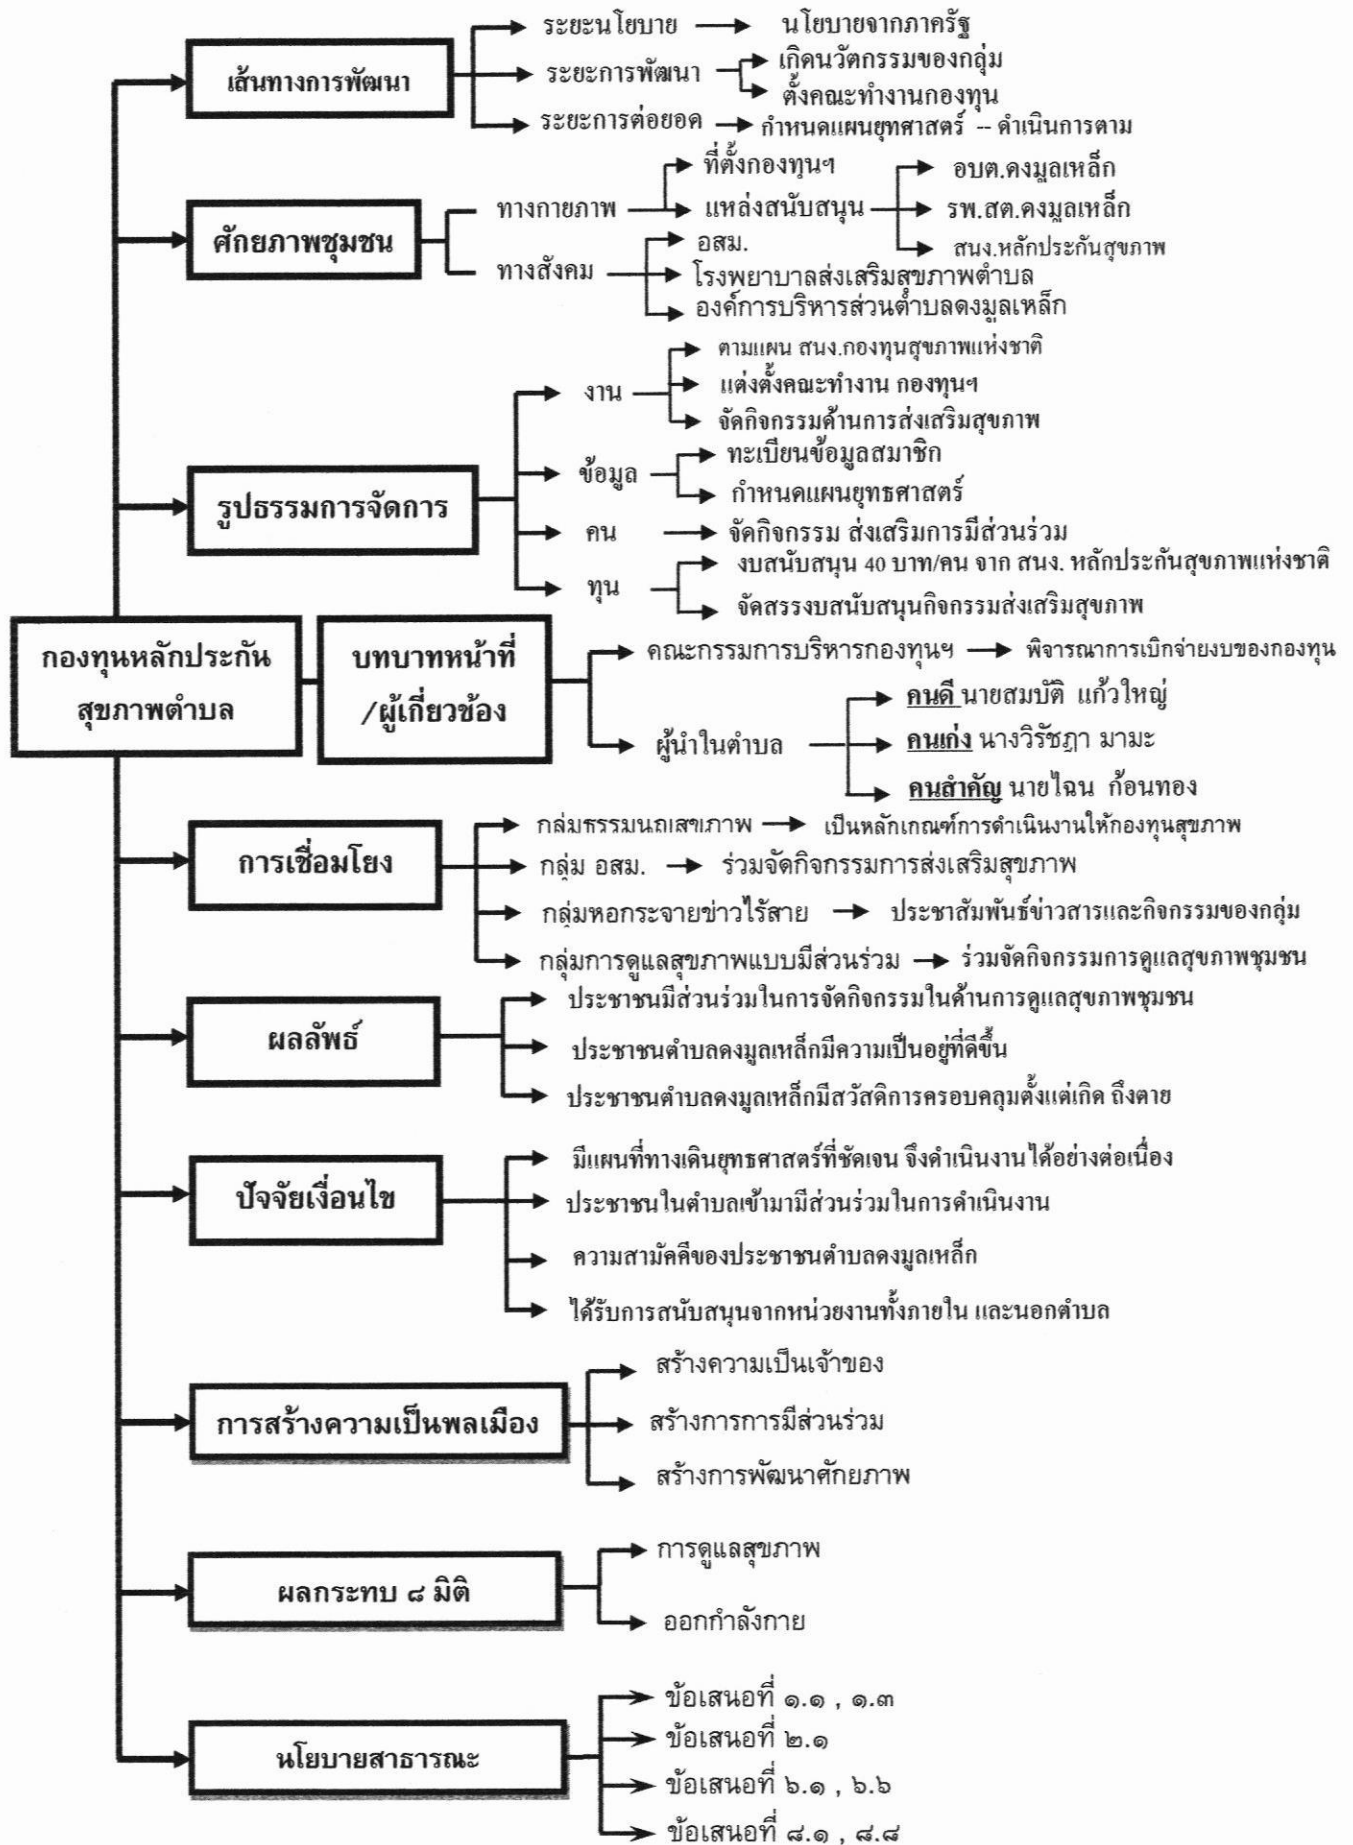 ระยะนโยบาย นโยบายจากภาครัฐ
เส้นทางการพัฒนา
ระยะการพัฒนา เกิดนวัตกรรมของกลุ่ม
ตั้งคณะทำงานกองทุน
ระยะการต่อยอด กำหนดแผนยุทศาสตร์ -- ดำเนินการตาม
ศักยภาพชุมชน
ทางกายภาพ ที่ตั้งกองทุนฯ
แหล่งสนับสนุน
อบต.ดงมูลเหล็ก
รพ.สต.ดงมูลเหล็ก
สนง.หลักประกันสุขภาพ
ทางสังคม อสม.
โรงพยาบาลส่งเสริมสุขภาพตำบล
องค์การบริหารส่วนตำบลดงมูลเหล็ก
รูปธรรมการจัดการ
งาน ตามแผน สนง.กองทุนสุขภาพแห่งชาติ
แต่งตั้งคณะทำงาน กองทุนฯ
จัดกิจกรรมด้านการส่งเสริมสุขภาพ
ข้อมูล ทะเบียนข้อมูลสมาชิก
กำหนดแผนยุทธศาสตร์
คน จัดกิจกรรม ส่งเสริมการมีส่วนร่วม
ทุน งบสนับสนุน 40 บาท/คน จาก สนง. หลักประกันสุขภาพแห่งชาติ
จัดสรรงบสนับสนุนกิจกรรมส่งเสริมสุขภาพ
กองทุนหลักประกัน
สุขภาพตำบล
บทบาทหน้าที่
/ผู้เกี่ยวข้อง
คณะกรรมการบริหารกองทุนฯ พิจารณาการเบิกจ่ายงบของกองทุน
ผู้นำในตำบล คนดี นายสมบัติ แก้วใหญ่
คนเก่ง นางวิรัชฎา มามะ
คนสำคัญ นายไฉน ก้อนทอง
การเชื่อมโยง
กลุ่มธรรมนูญสุขภาพ เป็นหลักเกณฑ์การดำเนินงานให้กองทุนสุขภาพ
กลุ่ม อสม. ร่วมจัดกิจกรรมการส่งเสริมสุขภาพ
กลุ่มหอกระจายข่าวไร้สาย ประชาสัมพันธ์ข่าวสารและกิจกรรมของกลุ่ม
กลุ่มการดูแลสุขภาพแบบมีส่วนร่วม ร่วมจัดกิจกรรมการดูแลสุขภาพชุมชน
ผลลัพธ์
ประชาชนมีส่วนร่วมในการจัดกิจกรรมในด้านการดูแลสุขภาพชุมชน
ประชาชนตำบลดงมูลเหล็กมีความเป็นอยู่ที่ดีขึ้น
ประชาชนตำบลดงมูลเหล็กมีสวัสดิการครอบคลุมตั้งแต่เกิด ถึงตาย
ปัจจัยเงื่อนไข
มีแผนที่ทางเดินยุทธศาสตร์ที่ชัดเจน จึงดำเนินงานได้อย่างต่อเนื่อง
ประชาชนในตำบลเข้ามามีส่วนร่วมในการดำเนินงาน
ความสามัคคีของประชาชนตำบลดงมูลเหล็ก
ได้รับการสนับสนุนจากหน่วยงานทั้งภายใน และนอกตำบล
การสร้างความเป็นพลเมือง
สร้างความเป็นเจ้าของ
สร้างการการมีส่วนร่วม
สร้างการพัฒนาศักยภาพ
ผลกระทบ ๘ มิติ
การดูแลสุขภาพ
ออกกำลังกาย
นโยบายสาธารณะ
ข้อเสนอที่ ๑.๑ , ๑.๓
ข้อเสนอที่ ๒.๑
ข้อเสนอที่ ๖.๑ , ๖.๖
ข้อเสนอที่ ๘.๑ , ๘.๘